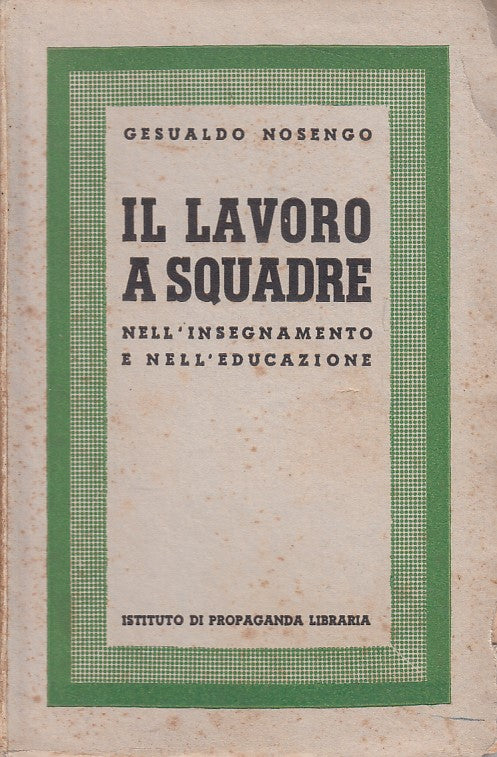 GESUALDO NOSENGO
IL LAVORO
A SQUADRE
NELL'INSEGNAMENTO
E NELL'EDUCAZIONE
ISTITUTO DI PROPAGANDA LIBRARIA